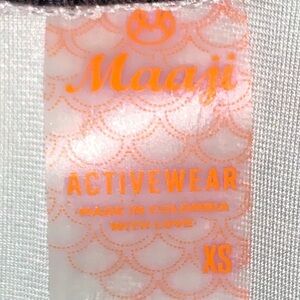 Maaji
ACTIVEWEAR
MADE IN COLOMBIA
WITH LOVE
XS